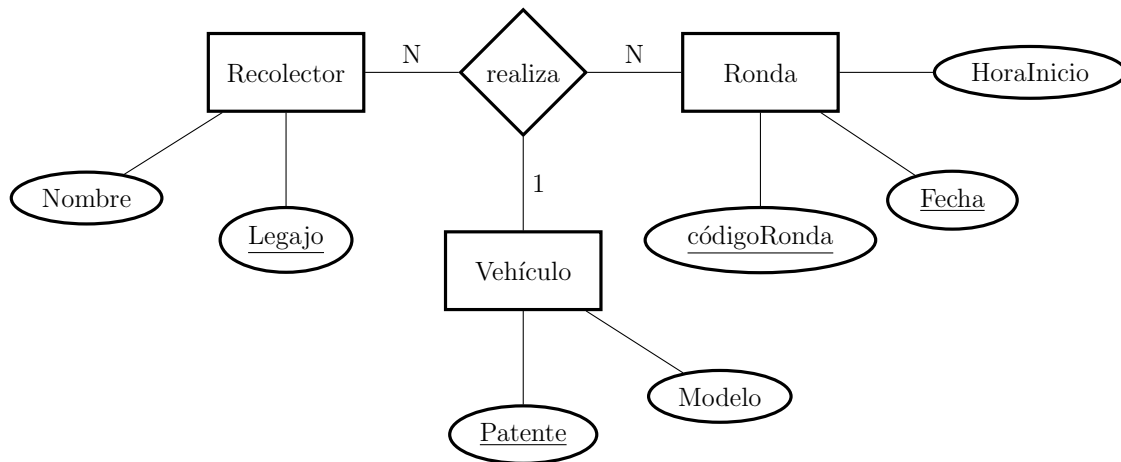 Recolector
N
realiza
N
Ronda
HoraInicio
Nombre
Legajo
1
códigoRonda
Fecha
Vehículo
Patente
Modelo